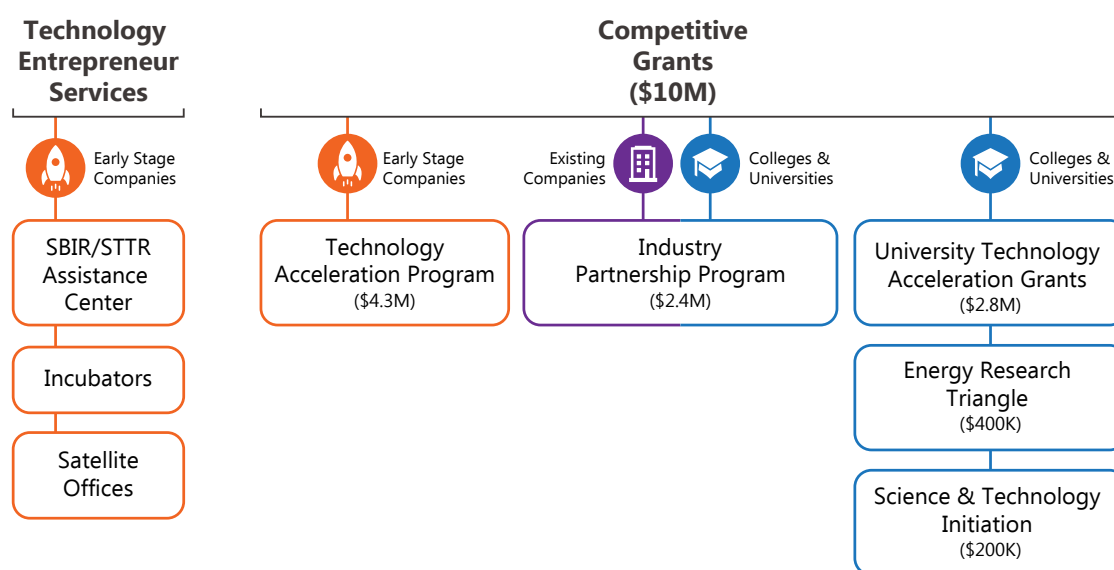 Technology
Entrepreneur
Services
Early Stage
Companies
SBIR/STTR
Assistance
Center
Incubators
Satellite
Offices
Competitive
Grants
($10M)
Early Stage
Companies
Technology
Acceleration Program
($4.3M)
Existing
Companies
Colleges &
Universities
Industry
Partnership Program
($2.4M)
Colleges &
Universities
University Technology
Acceleration Grants
($2.8M)
Energy Research
Triangle
($400K)
Science & Technology
Initiation
($200K)